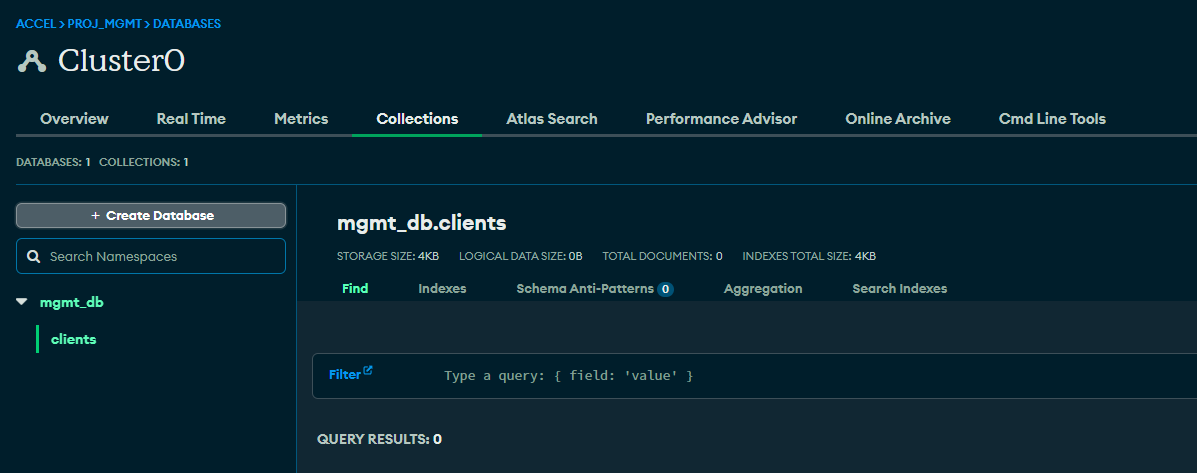 ACCEL > PROJ_MGMT > DATABASES
Cluster0
Overview Real Time Metrics Collections Atlas Search Performance Advisor Online Archive Cmd Line Tools
DATABASES: 1 COLLECTIONS: 1
+ Create Database
Search Namespaces
mgmt_db
clients
mgmt_db.clients
STORAGE SIZE: 4KB LOGICAL DATA SIZE: 0B TOTAL DOCUMENTS: 0 INDEXES TOTAL SIZE: 4KB
Find Indexes Schema Anti-Patterns 0 Aggregation Search Indexes
Filter Type a query: { field: 'value' }
QUERY RESULTS: 0